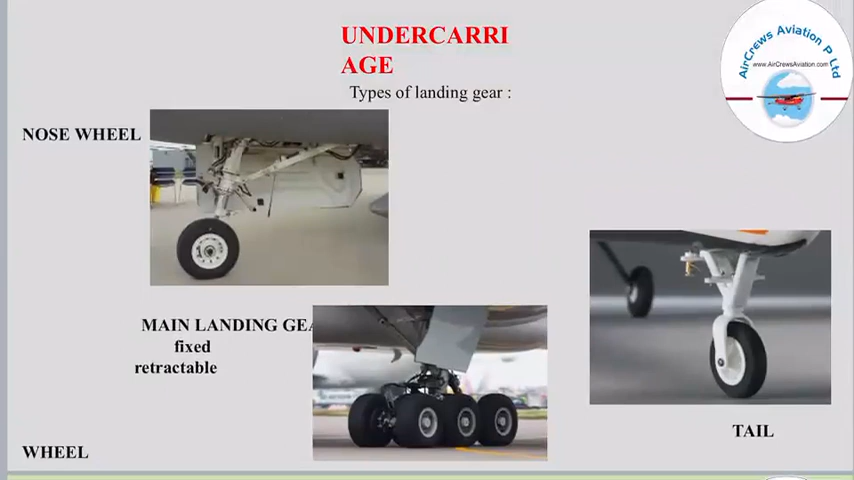 UNDERCARRI
AGE
Types of landing gear :
AirCrews Aviation P Ltd
www.AirCrewsAviation.com
NOSE WHEEL
MAIN LANDING GEA
fixed
retractable
TAIL
WHEEL